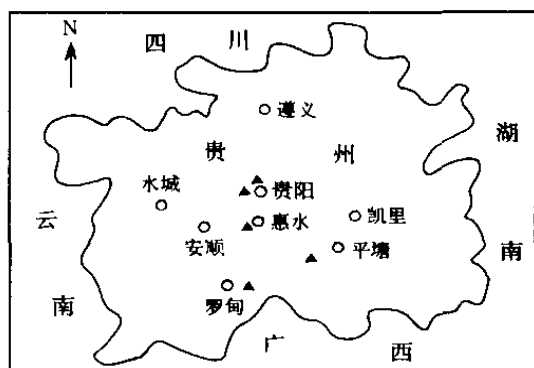 N
四 川
遵义
贵 州
湖
南
水城
贵阳
云
南
惠水
凯里
安顺
平塘
罗甸
广 西